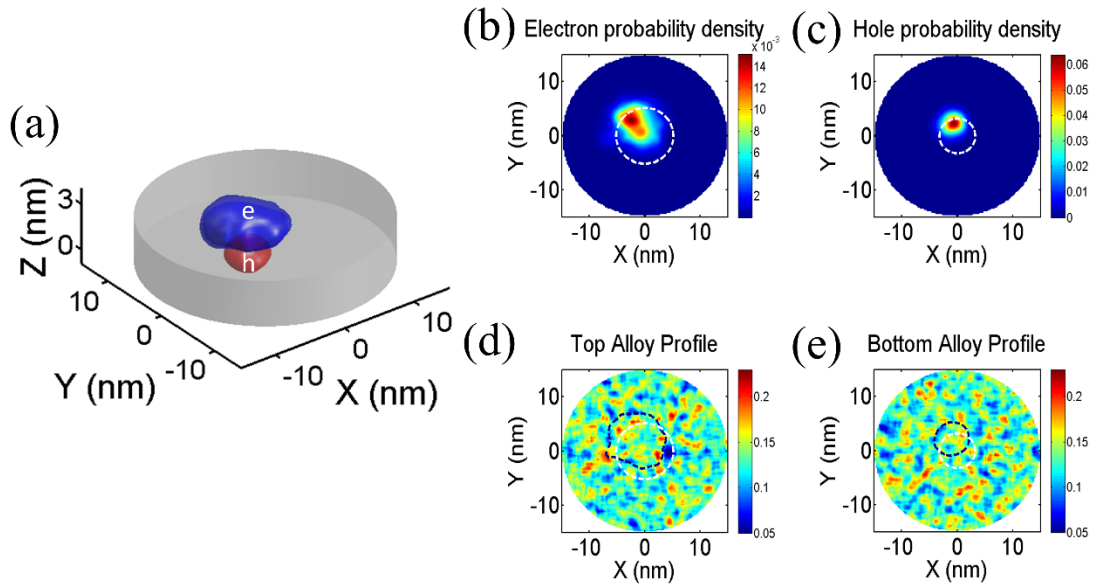 (a)
e
h
3
0
Z (nm)
10
0
-10
Y (nm)
-10
0
10
X (nm)
(b) Electron probability density
x 10⁻³
10
0
-10
Y (nm)
-10 0 10
X (nm)
14
12
10
8
6
4
2
(c) Hole probability density
10
0
-10
Y (nm)
-10 0 10
X (nm)
0.06
0.05
0.04
0.03
0.02
0.01
0
(d) Top Alloy Profile
10
0
-10
Y (nm)
-10 0 10
X (nm)
0.2
0.15
0.1
0.05
(e) Bottom Alloy Profile
10
0
-10
Y (nm)
-10 0 10
X (nm)
0.2
0.15
0.1
0.05